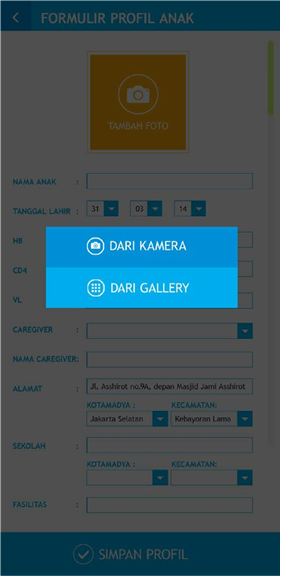 FORMULIR PROFIL ANAK
TAMBAH FOTO
NAMA ANAK :
TANGGAL LAHIR : 31 03 14
HB
DARI KAMERA
CD4
DARI GALLERY
VL
CAREGIVER :
NAMA CAREGIVER:
ALAMAT : Jl. Asshirot no.9A, depan Masjid Jami Asshirot
KOTAMADYA : KECAMATAN:
Jakarta Selatan Kebayoran Lama
SEKOLAH :
KOTAMADYA : KECAMATAN:
FASILITAS :
SIMPAN PROFIL